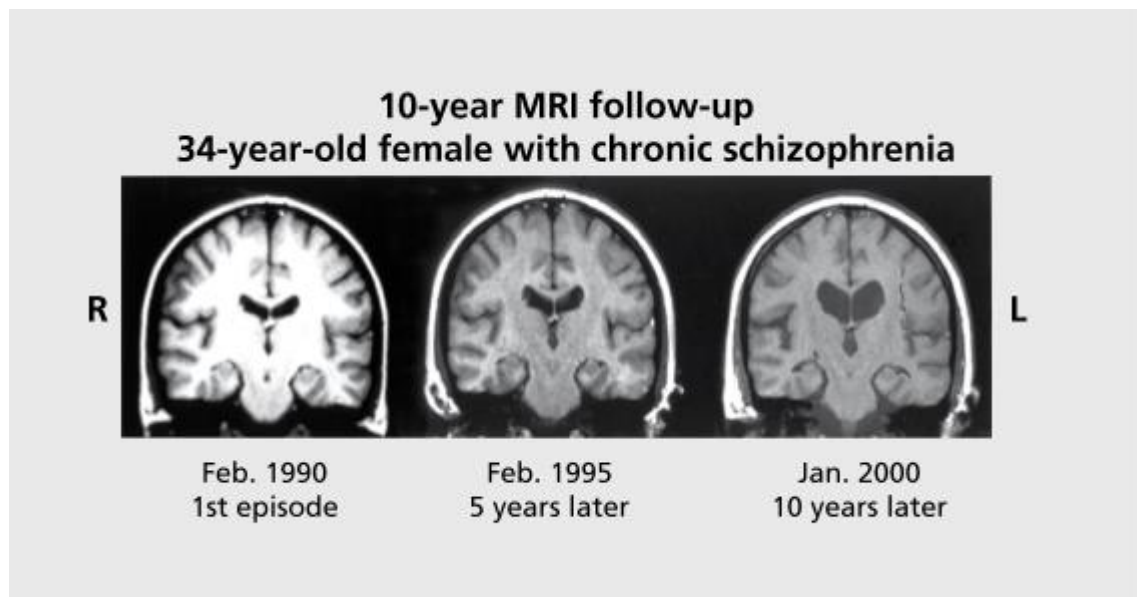 10-year MRI follow-up
34-year-old female with chronic schizophrenia
R
L
Feb. 1990
1st episode
Feb. 1995
5 years later
Jan. 2000
10 years later